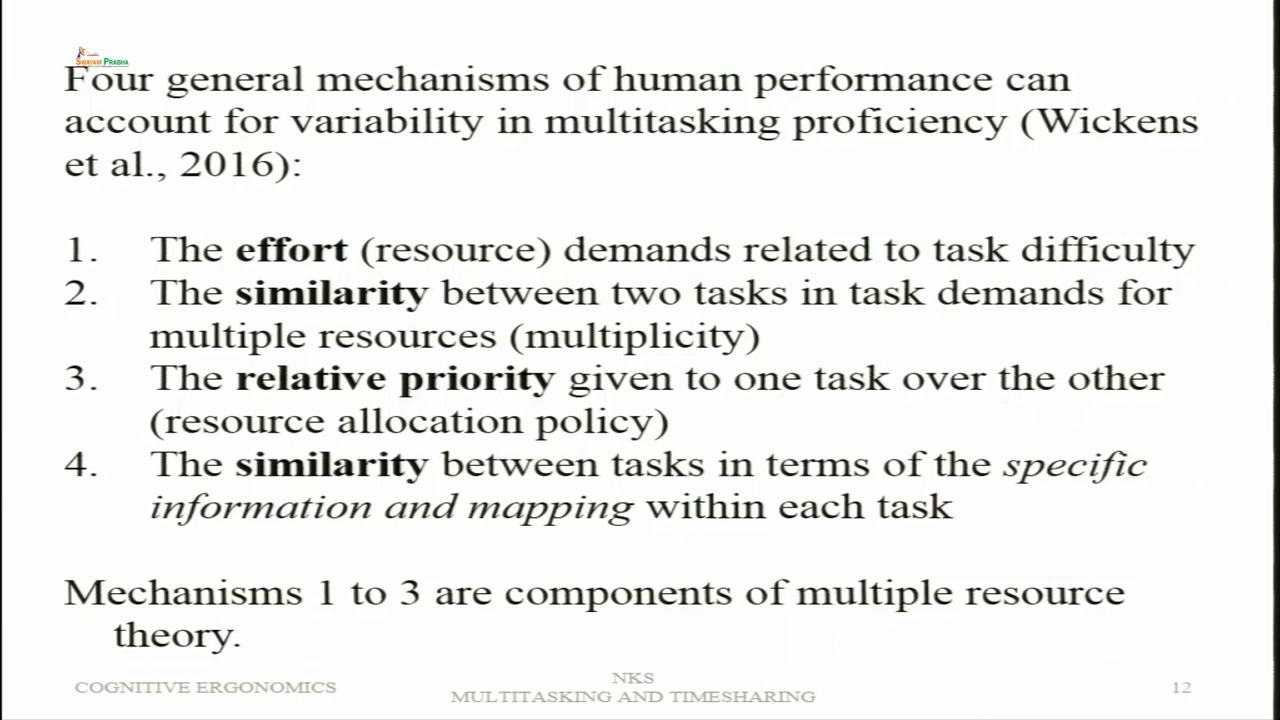 SWAYAM PRABHA
Four general mechanisms of human performance can
account for variability in multitasking proficiency (Wickens
et al., 2016):
1. The effort (resource) demands related to task difficulty
2. The similarity between two tasks in task demands for
multiple resources (multiplicity)
3. The relative priority given to one task over the other
(resource allocation policy)
4. The similarity between tasks in terms of the specific
information and mapping within each task
Mechanisms 1 to 3 are components of multiple resource
theory.
COGNITIVE ERGONOMICS
NKS
MULTITASKING AND TIMESHARING
12